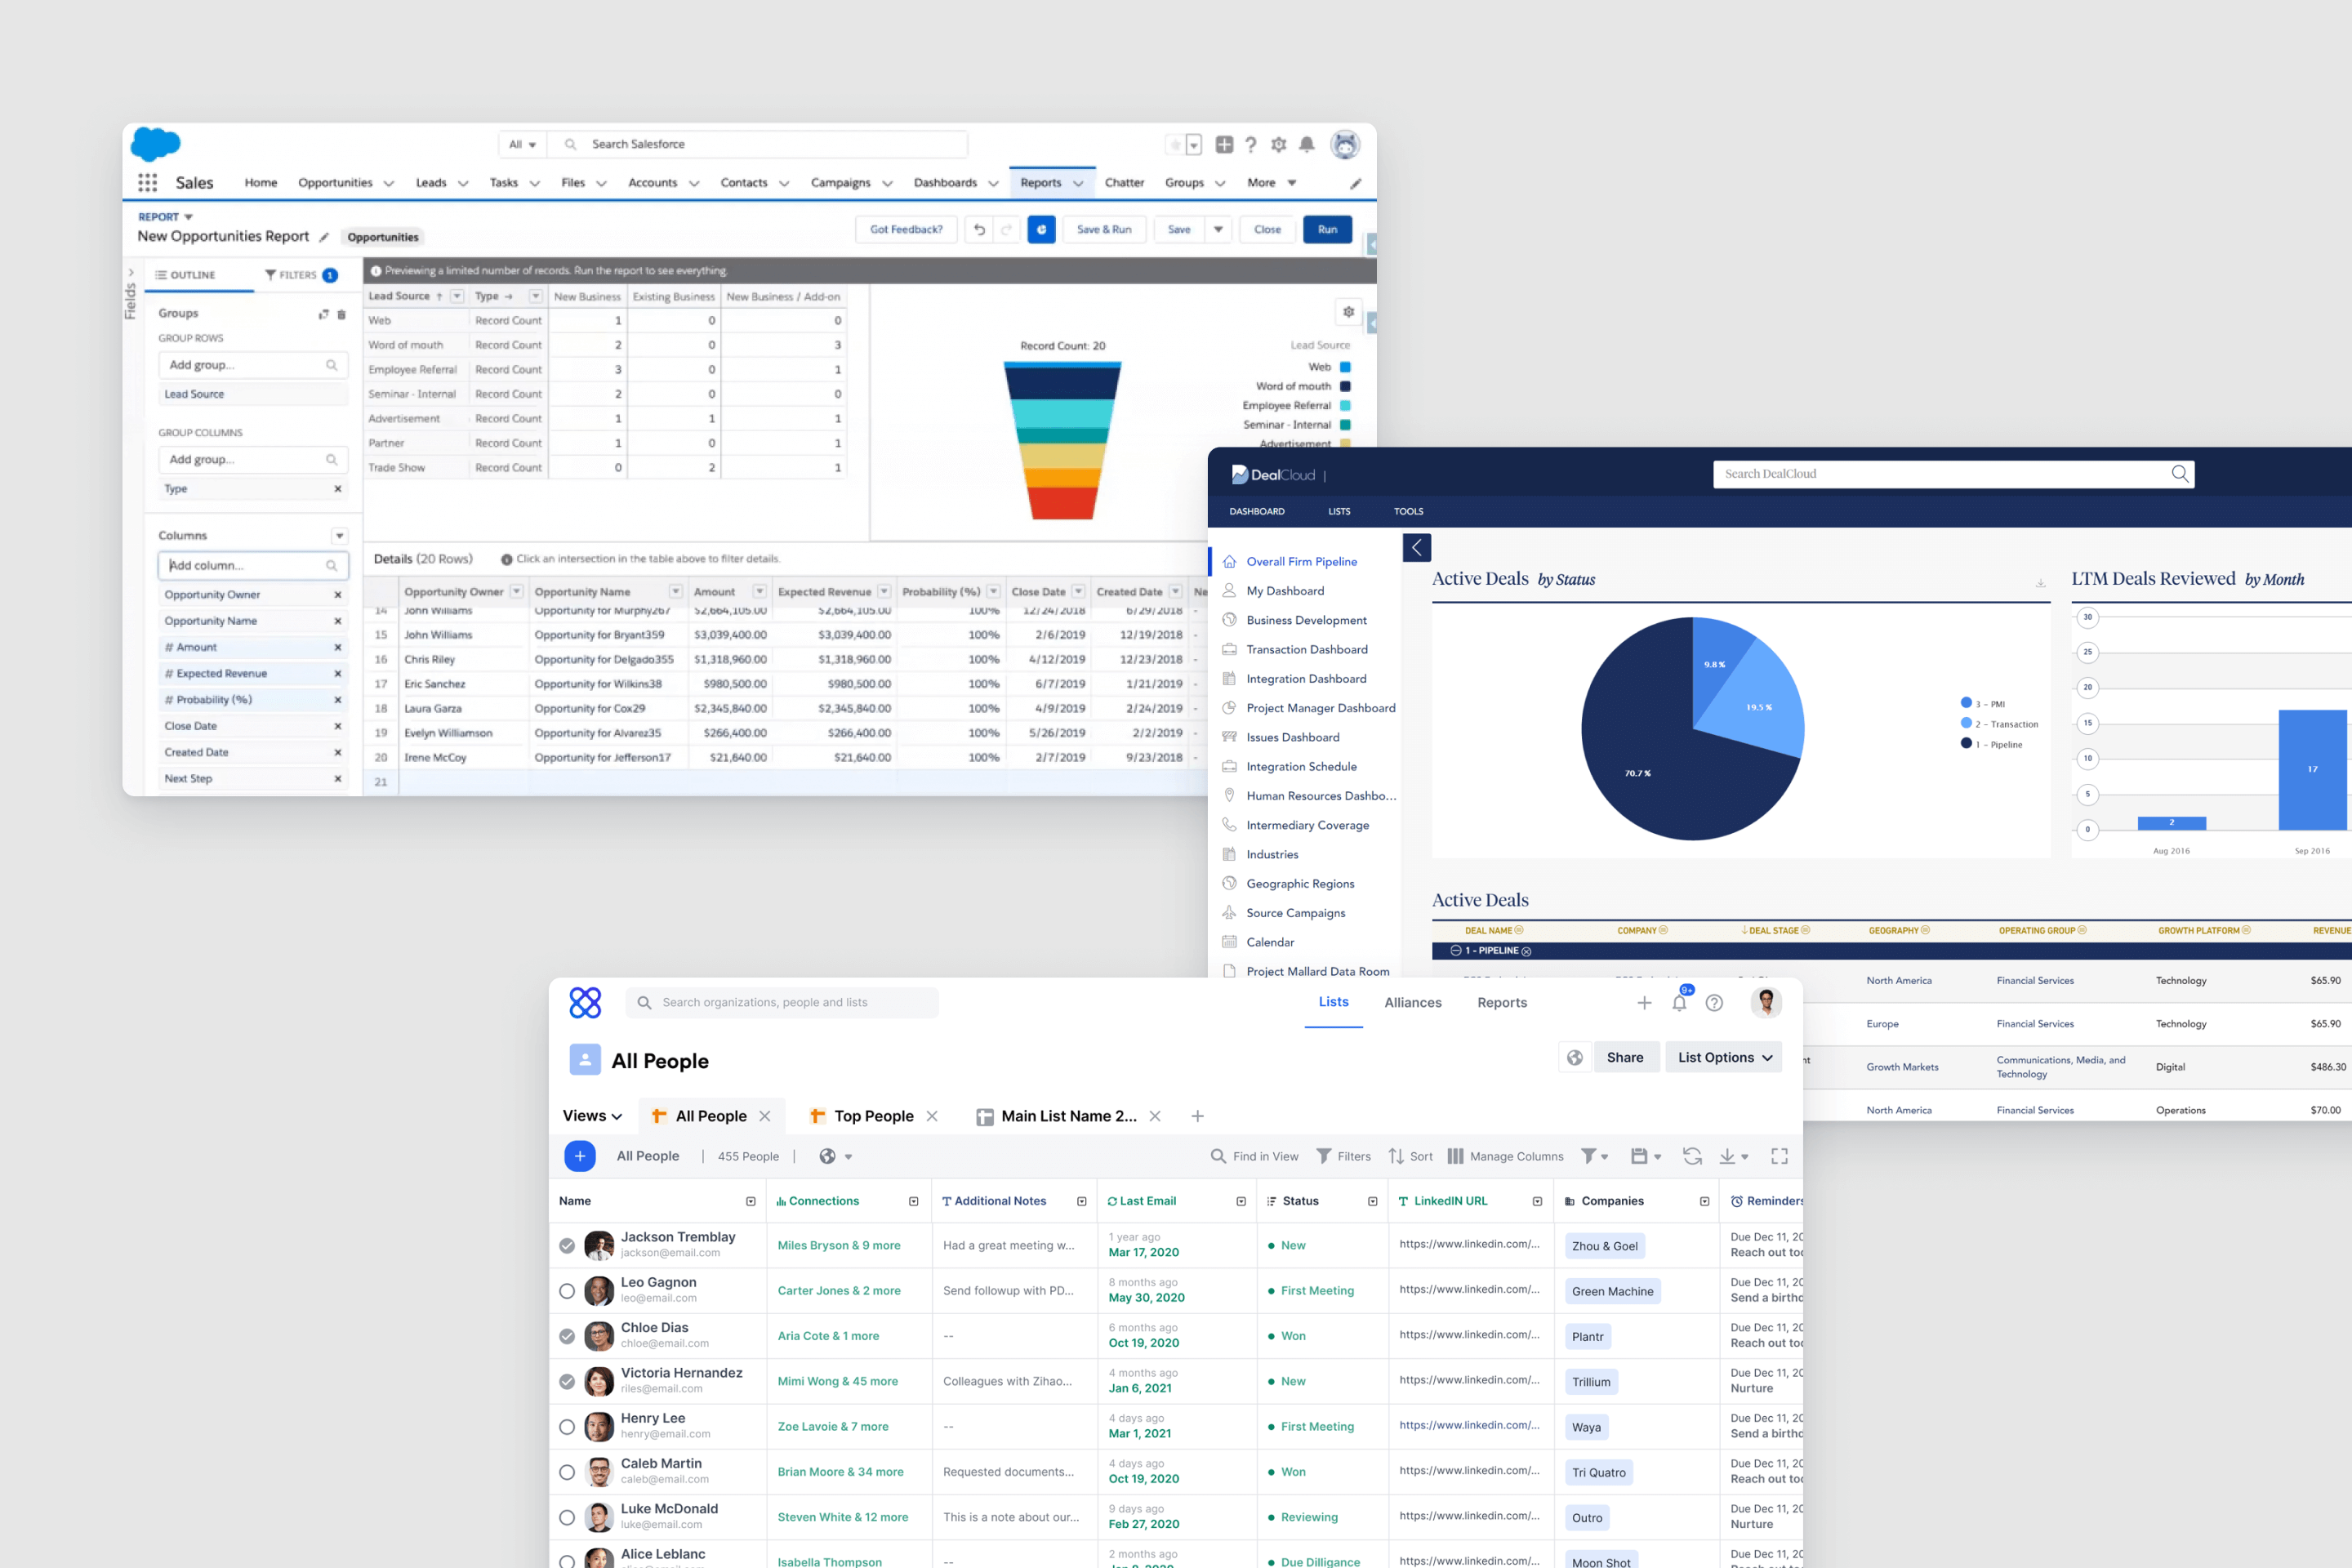 All
Search Salesforce
Sales Home Opportunities Leads Tasks Files Accounts Contacts Campaigns Dashboards Reports Chatter Groups More
REPORT
New Opportunities Report Opportunities
Got Feedback? Save & Run Save Close Run
Fields
OUTLINE FILTERS 1
Groups
GROUP ROWS
Add group...
Lead Source
GROUP COLUMNS
Add group...
Type
Columns
Add column...
Opportunity Owner
Opportunity Name
# Amount
# Expected Revenue
# Probability (%)
Close Date
Created Date
Next Step
Previewing a limited number of records. Run the report to see everything.
Lead Source ↑ Type → New Business Existing Business New Business / Add-on
Web Record Count 1 0 0
Word of mouth Record Count 2 0 3
Employee Referral Record Count 3 0 1
Seminar - Internal Record Count 2 0 0
Advertisement Record Count 1 1 1
Partner Record Count 1 0 1
Trade Show Record Count 0 2 1
Record Count: 20
Lead Source
Web
Word of mouth
Employee Referral
Seminar - Internal
Advertisement
Details (20 Rows) Click an intersection in the table above to filter details.
Opportunity Owner Opportunity Name Amount Expected Revenue Probability (%) Close Date Created Date Ne
14 John Williams Opportunity for Murphy267 $2,664,105.00 $2,664,105.00 100% 12/24/2018 6/29/2018 -
15 John Williams Opportunity for Bryant359 $3,039,400.00 $3,039,400.00 100% 2/6/2019 12/19/2018 -
16 Chris Riley Opportunity for Delgado355 $1,318,960.00 $1,318,960.00 100% 4/12/2019 12/23/2018 -
17 Eric Sanchez Opportunity for Wilkins38 $980,500.00 $980,500.00 100% 6/7/2019 1/21/2019 -
18 Laura Garza Opportunity for Cox29 $2,345,840.00 $2,345,840.00 100% 4/9/2019 2/24/2019 -
19 Evelyn Williamson Opportunity for Alvarez35 $266,400.00 $266,400.00 100% 5/26/2019 2/2/2019 -
20 Irene McCoy Opportunity for Jefferson17 $21,640.00 $21,640.00 100% 2/7/2019 9/23/2018 -
21
DealCloud |
Search DealCloud
DASHBOARD LISTS TOOLS
Overall Firm Pipeline
My Dashboard
Business Development
Transaction Dashboard
Integration Dashboard
Project Manager Dashboard
Issues Dashboard
Integration Schedule
Human Resources Dashbo...
Intermediary Coverage
Industries
Geographic Regions
Source Campaigns
Calendar
Project Mallard Data Room
Active Deals by Status
9.8 %
19.5 %
70.7 %
3 - PMI
2 - Transaction
1 - Pipeline
LTM Deals Reviewed by Month
30
25
20
15
10
5
0
2
17
Aug 2016 Sep 2016
Active Deals
DEAL NAME COMPANY DEAL STAGE GEOGRAPHY OPERATING GROUP GROWTH PLATFORM REVENUE
1 - PIPELINE
North America Financial Services Technology $65.90
Europe Financial Services Technology $65.90
nt Growth Markets Communications, Media, and Technology Digital $486.30
North America Financial Services Operations $70.00
Search organizations, people and lists
Lists Alliances Reports
9+
All People
Share List Options
Views All People Top People Main List Name 2... +
+ All People | 455 People |
Find in View Filters Sort Manage Columns
Name Connections Additional Notes Last Email Status LinkedIN URL Companies Reminders
Jackson Tremblay
jackson@email.com
Miles Bryson & 9 more
Had a great meeting w...
1 year ago
Mar 17, 2020
New
https://www.linkedin.com/...
Zhou & Goel
Due Dec 11, 20
Reach out too
Leo Gagnon
leo@email.com
Carter Jones & 2 more
Send followup with PD...
8 months ago
May 30, 2020
First Meeting
https://www.linkedin.com/...
Green Machine
Due Dec 11, 20
Send a birthd
Chloe Dias
chloe@email.com
Aria Cote & 1 more
--
6 months ago
Oct 19, 2020
Won
https://www.linkedin.com/...
Plantr
Due Dec 11, 20
Reach out too
Victoria Hernandez
riles@email.com
Mimi Wong & 45 more
Colleagues with Zihao...
4 months ago
Jan 6, 2021
New
https://www.linkedin.com/...
Trillium
Due Dec 11, 20
Nurture
Henry Lee
henry@email.com
Zoe Lavoie & 7 more
--
4 days ago
Mar 1, 2021
First Meeting
https://www.linkedin.com/...
Waya
Due Dec 11, 20
Send a birthd
Caleb Martin
caleb@email.com
Brian Moore & 34 more
Requested documents...
4 days ago
Oct 19, 2020
Won
https://www.linkedin.com/...
Tri Quatro
Due Dec 11, 20
Reach out too
Luke McDonald
luke@email.com
Steven White & 12 more
This is a note about our...
9 days ago
Feb 27, 2020
Reviewing
https://www.linkedin.com/...
Outro
Due Dec 11, 20
Nurture
Alice Leblanc
Isabella Thompson
--
2 months ago
Due Dilligance
https://www.linkedin.com/...
Moon Shot
Due Dec 11, 20
Reach out too